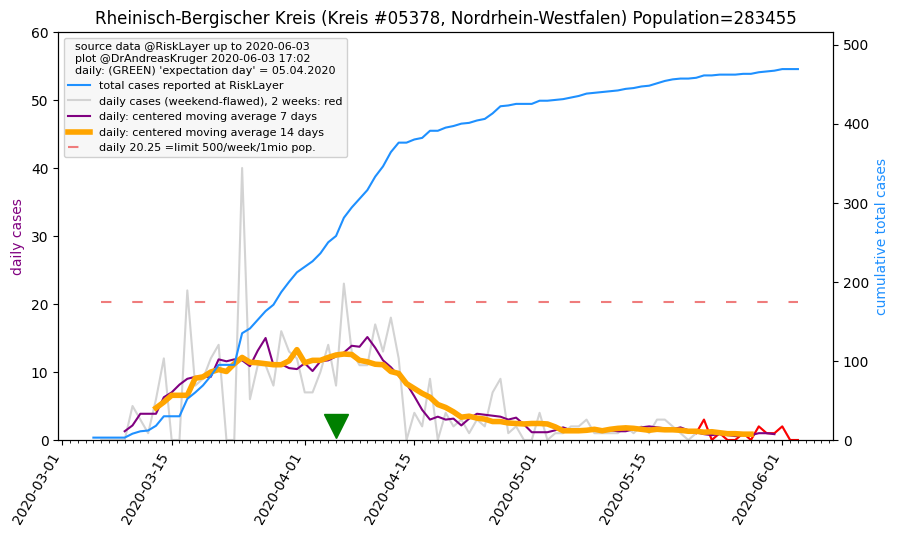 Rheinisch-Bergischer Kreis (Kreis #05378, Nordrhein-Westfalen) Population=283455
source data @RiskLayer up to 2020-06-03
plot @DrAndreasKruger 2020-06-03 17:02
daily: (GREEN) 'expectation day' = 05.04.2020
total cases reported at RiskLayer
daily cases (weekend-flawed), 2 weeks: red
daily: centered moving average 7 days
daily: centered moving average 14 days
daily 20.25 =limit 500/week/1mio pop.
daily cases
60
50
40
30
20
10
0
cumulative total cases
500
400
300
200
100
0
2020-03-01
2020-03-15
2020-04-01
2020-04-15
2020-05-01
2020-05-15
2020-06-01